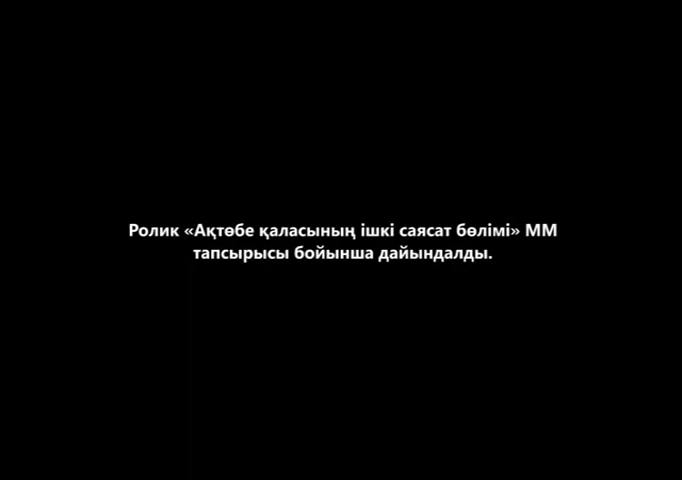 Ролик «Ақтөбе қаласының ішкі саясат бөлімі» ММ
тапсырысы бойынша дайындалды.